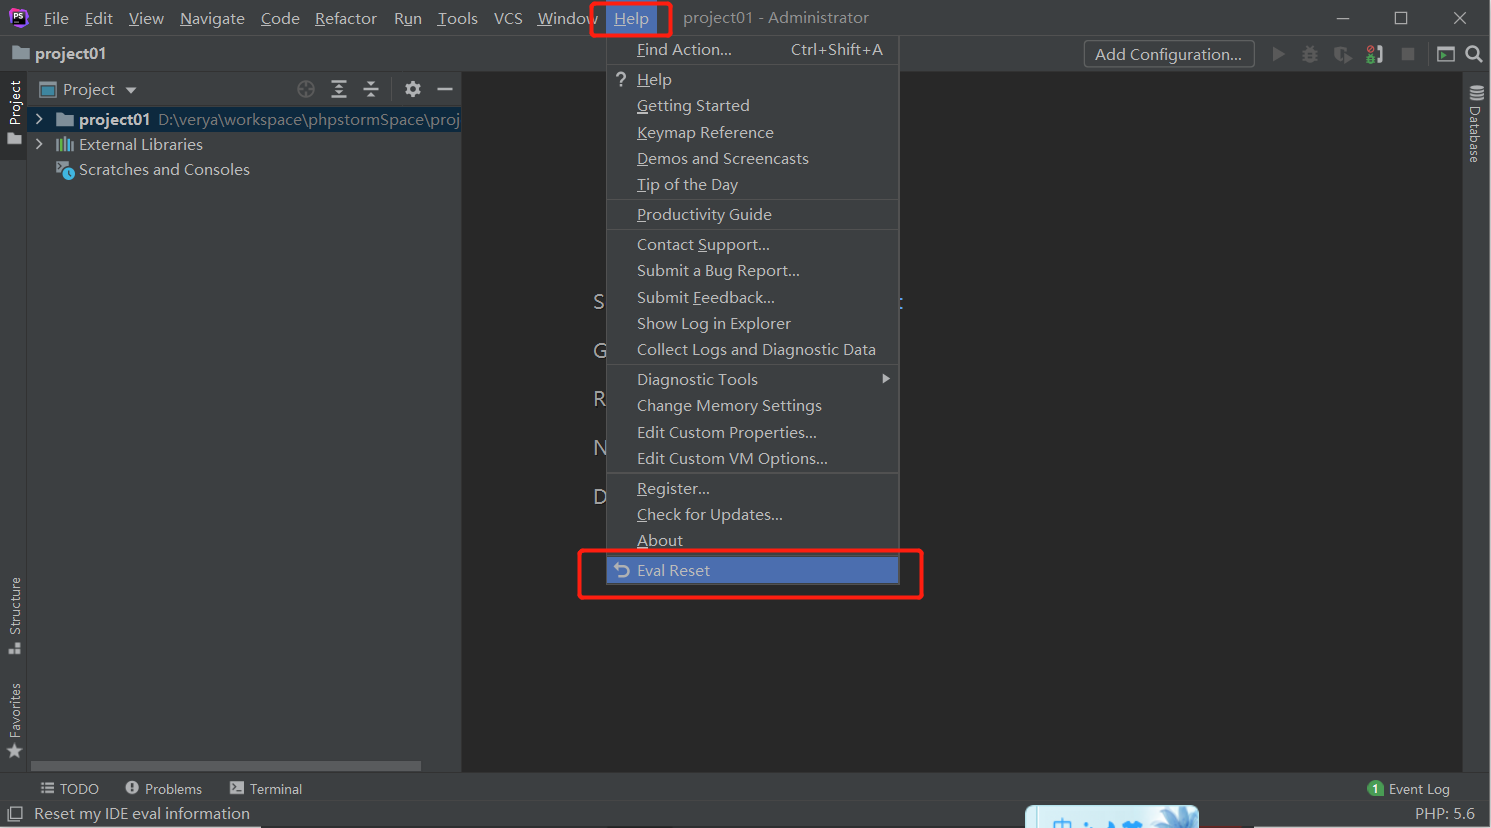 PS File Edit View Navigate Code Refactor Run Tools VCS Window Help project01 - Administrator
project01 Add Configuration...
Project
Project
project01 D:\verya\workspace\phpstormSpace\proj
External Libraries
Scratches and Consoles
Find Action... Ctrl+Shift+A
? Help
Getting Started
Keymap Reference
Demos and Screencasts
Tip of the Day
Productivity Guide
Contact Support...
Submit a Bug Report...
Submit Feedback...
Show Log in Explorer
Collect Logs and Diagnostic Data
Diagnostic Tools
Change Memory Settings
Edit Custom Properties...
Edit Custom VM Options...
Register...
Check for Updates...
About
Eval Reset
S
G
R
N
D
Database
Structure
Favorites
TODO Problems Terminal 1 Event Log
Reset my IDE eval information PHP: 5.6